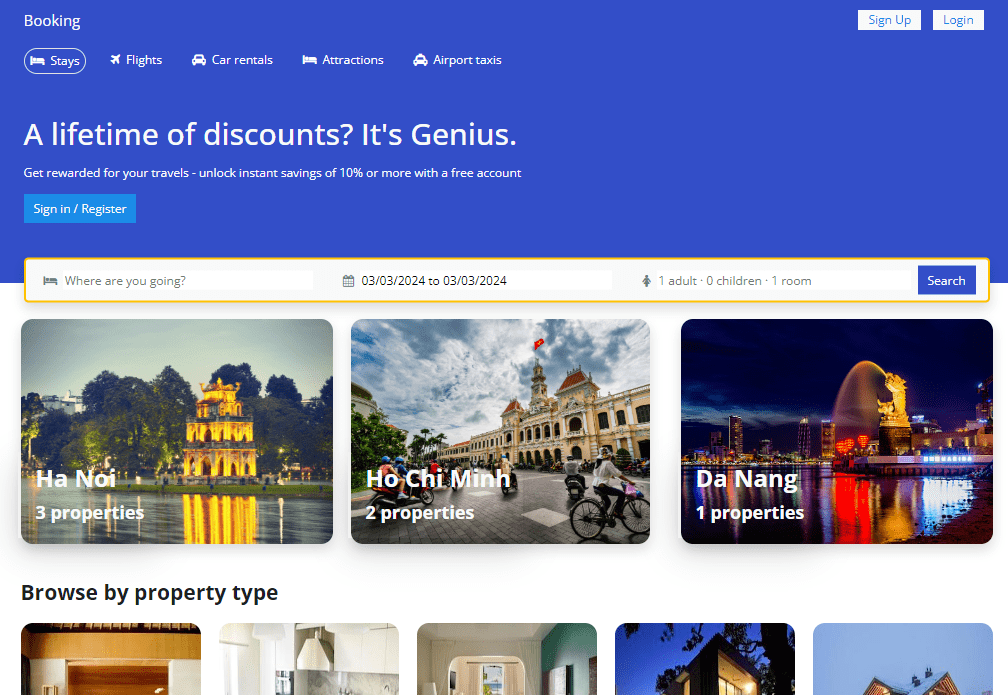 Booking
Sign Up
Login
Stays
Flights
Car rentals
Attractions
Airport taxis
A lifetime of discounts? It's Genius.
Get rewarded for your travels - unlock instant savings of 10% or more with a free account
Sign in / Register
Where are you going?
03/03/2024 to 03/03/2024
1 adult · 0 children · 1 room
Search
Ha Noi
3 properties
Ho Chi Minh
2 properties
Da Nang
1 properties
Browse by property type